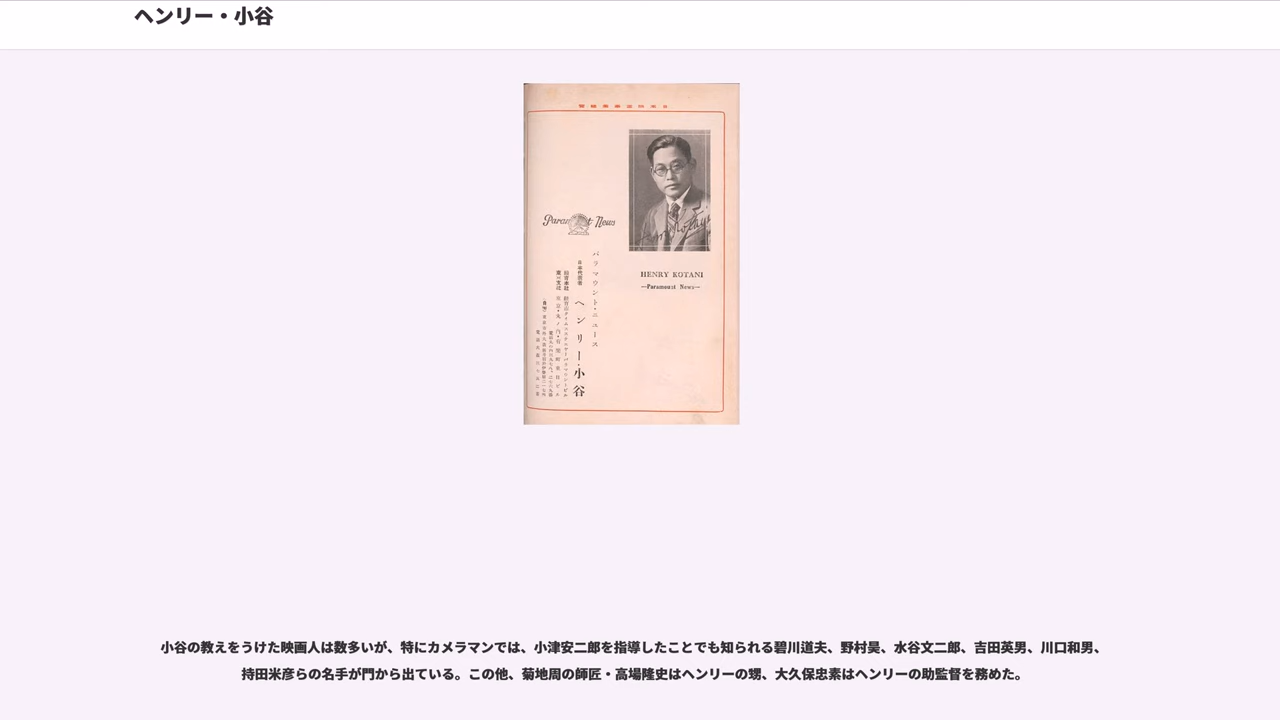 ヘンリー・小谷
Paramount News
HENRY KOTANI
—Paramount News—
パラマウント・ニュース
日本代表者
ヘンリー・小谷
小谷の教えをうけた映画人は数多いが、特にカメラマンでは、小津安二郎を指導したことでも知られる碧川道夫、野村昊、水谷文二郎、吉田英男、川口和男、
持田米彦らの名手が門から出ている。この他、菊地周の師匠・高場隆史はヘンリーの甥、大久保忠素はヘンリーの助監督を務めた。